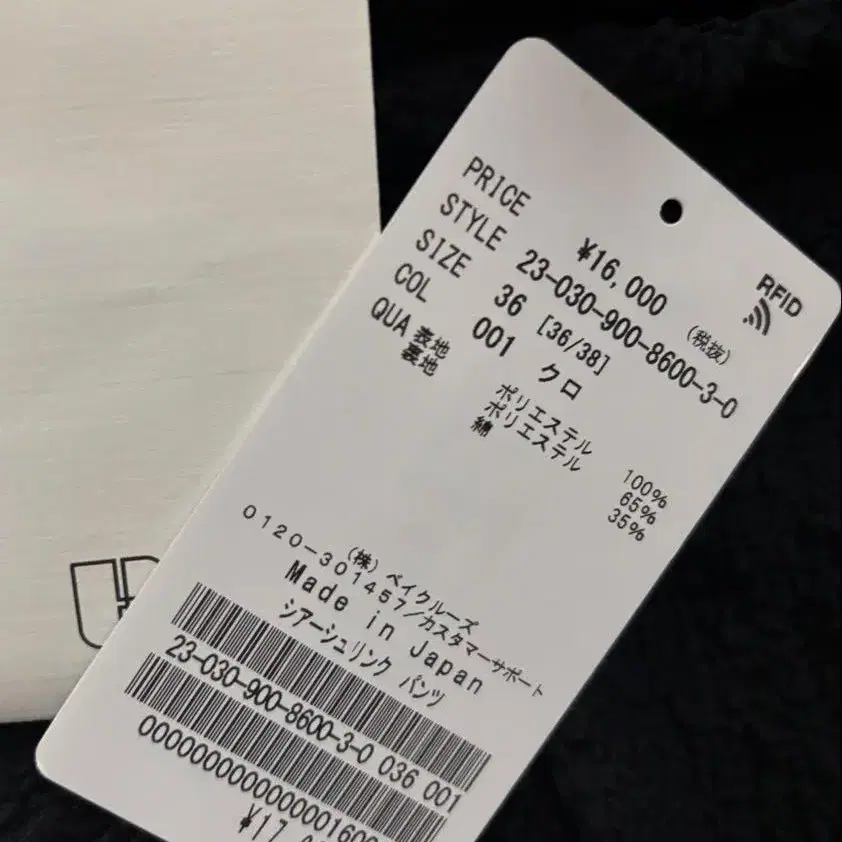 RFID
PRICE ¥16,000 (税抜)
STYLE 23-030-900-8600-3-0
SIZE 36 [36/38]
COL 001 クロ
QUA 表地 ポリエステル 100%
裏地 ポリエステル 65%
綿 35%
(株) ベイクルーズ
0120-301457/カスタマーサポート
Made in Japan
シアーシュリンク パンツ
23-030-900-8600-3-0 036 001
¥17